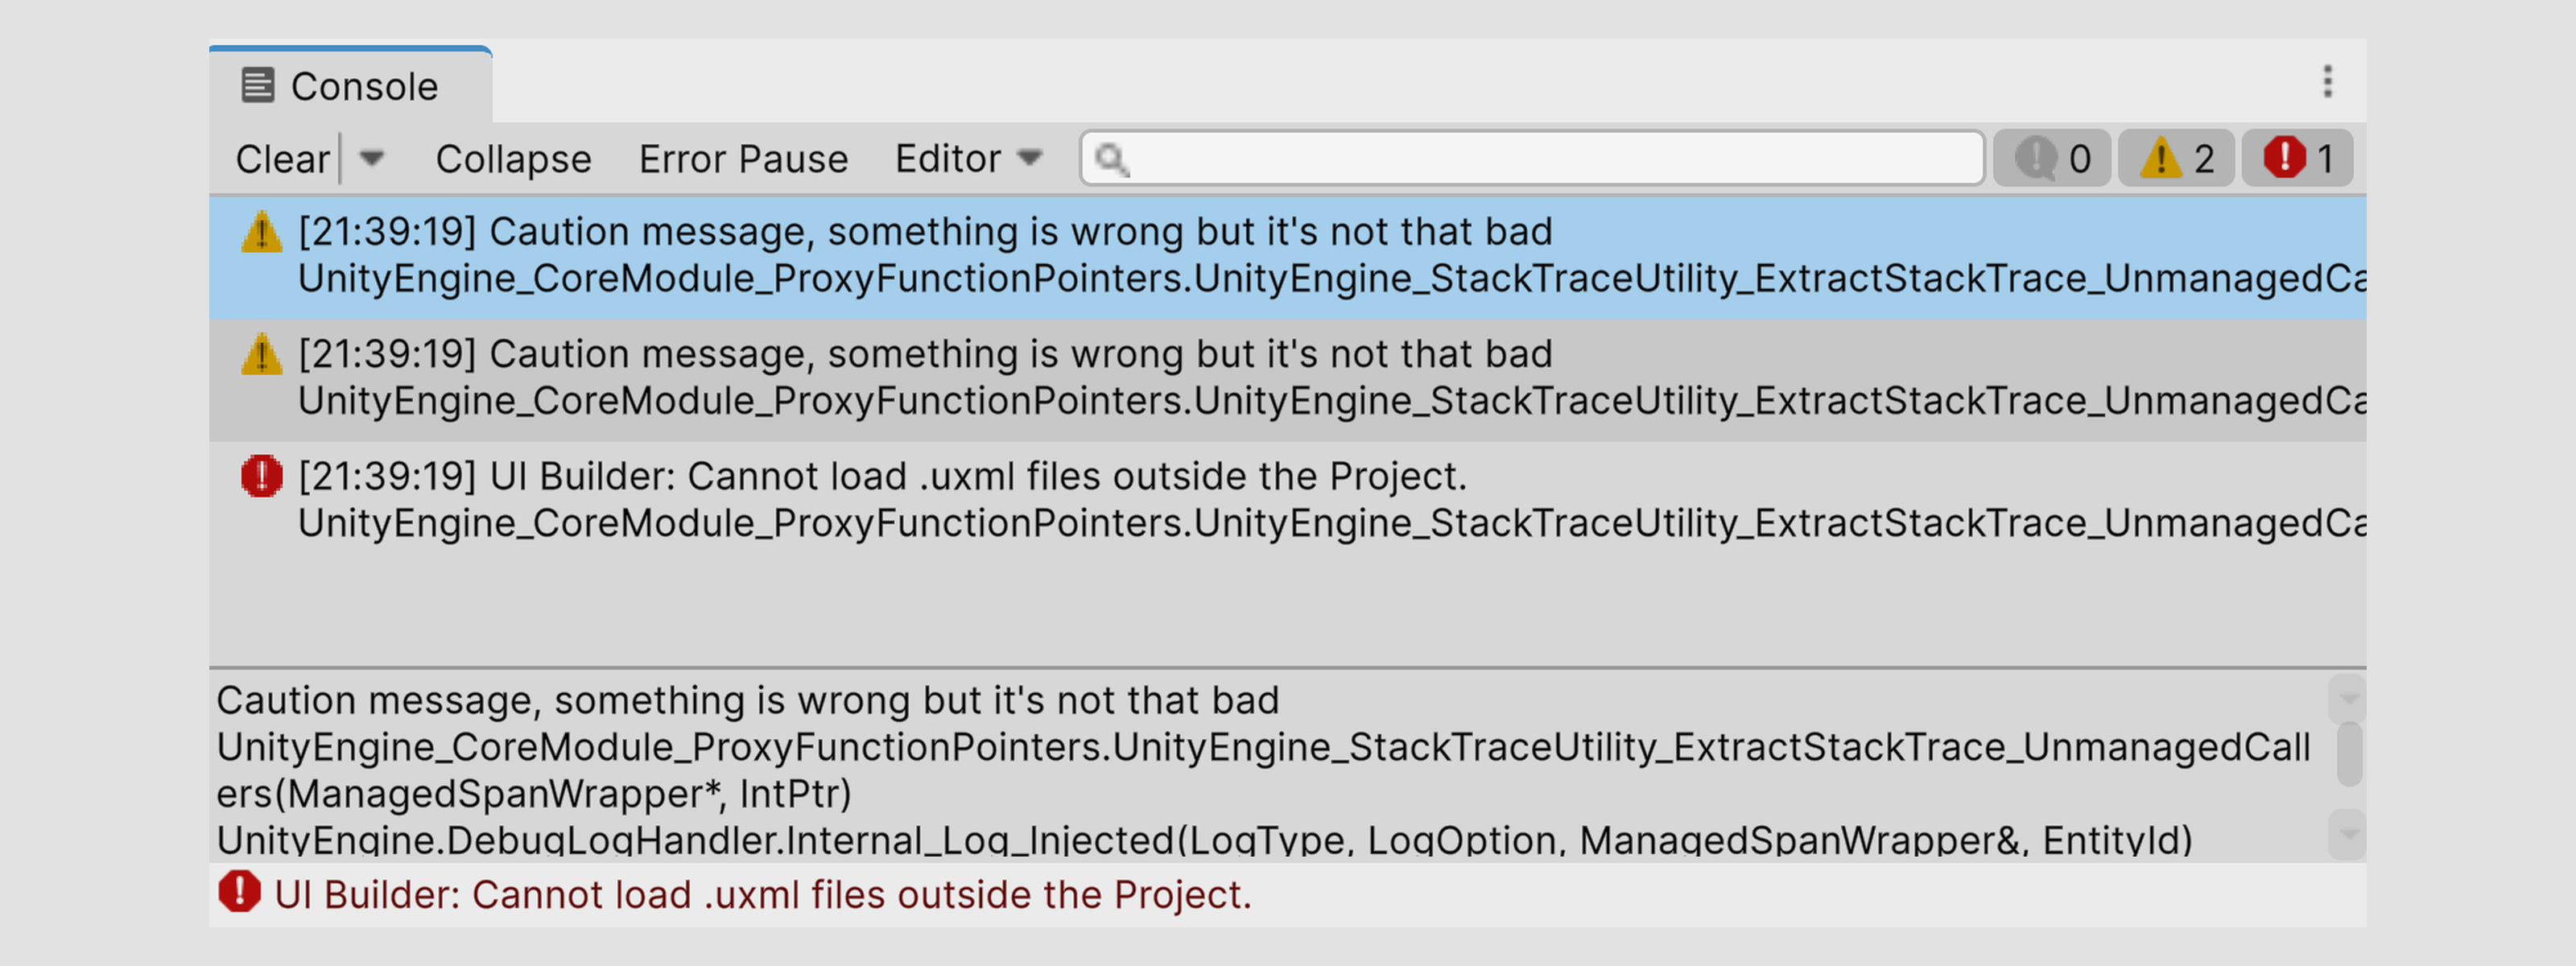 Console
Clear Collapse Error Pause Editor 0 2 1
[21:39:19] Caution message, something is wrong but it's not that bad
UnityEngine_CoreModule_ProxyFunctionPointers.UnityEngine_StackTraceUtility_ExtractStackTrace_UnmanagedCa
[21:39:19] Caution message, something is wrong but it's not that bad
UnityEngine_CoreModule_ProxyFunctionPointers.UnityEngine_StackTraceUtility_ExtractStackTrace_UnmanagedCa
[21:39:19] UI Builder: Cannot load .uxml files outside the Project.
UnityEngine_CoreModule_ProxyFunctionPointers.UnityEngine_StackTraceUtility_ExtractStackTrace_UnmanagedCa
Caution message, something is wrong but it's not that bad
UnityEngine_CoreModule_ProxyFunctionPointers.UnityEngine_StackTraceUtility_ExtractStackTrace_UnmanagedCall
ers(ManagedSpanWrapper*, IntPtr)
UnityEngine.DebugLogHandler.Internal_Log_Injected(LogType, LogOption, ManagedSpanWrapper&, EntityId)
UI Builder: Cannot load .uxml files outside the Project.